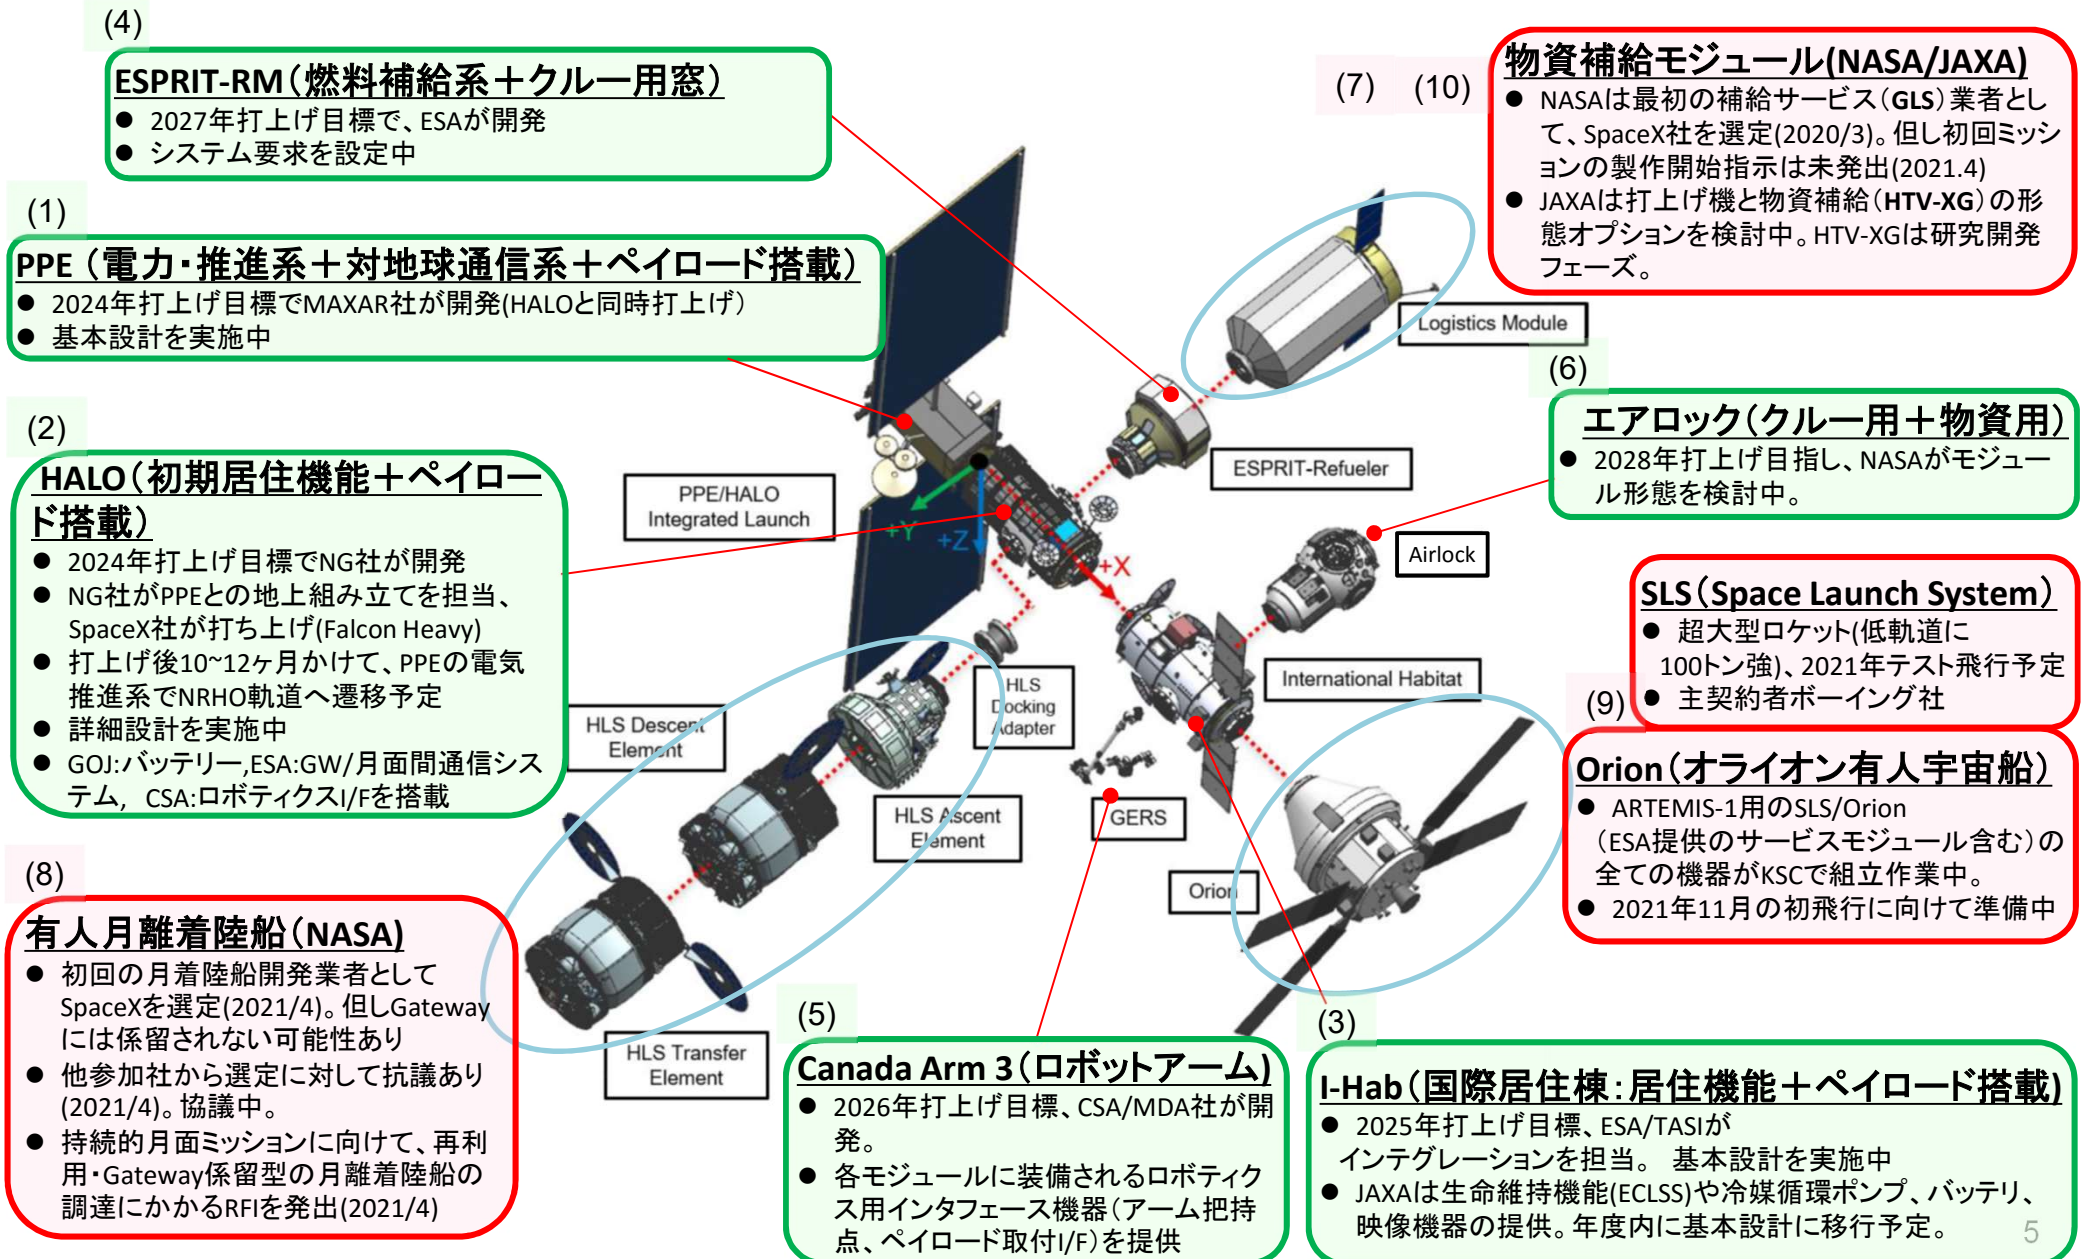 (4)
ESPRIT-RM（燃料補給系＋クルー用窓）
● 2027年打上げ目標で、ESAが開発
● システム要求を設定中
(1)
PPE （電力・推進系＋対地球通信系＋ペイロード搭載）
● 2024年打上げ目標でMAXAR社が開発(HALOと同時打上げ）
● 基本設計を実施中
(2)
HALO（初期居住機能＋ペイロー
ド搭載）
● 2024年打上げ目標でNG社が開発
● NG社がPPEとの地上組み立てを担当、
SpaceX社が打ち上げ(Falcon Heavy)
● 打上げ後10~12ヶ月かけて、PPEの電気
推進系でNRHO軌道へ遷移予定
● 詳細設計を実施中
● GOJ:バッテリー,ESA:GW/月面間通信シス
テム, CSA:ロボティクスI/Fを搭載
(8)
有人月離着陸船（NASA)
● 初回の月着陸船開発業者として
SpaceXを選定(2021/4)。但しGateway
には係留されない可能性あり
● 他参加社から選定に対して抗議あり
(2021/4)。協議中。
● 持続的月面ミッションに向けて、再利
用・Gateway係留型の月離着陸船の
調達にかかるRFIを発出(2021/4)
(7) (10)
物資補給モジュール(NASA/JAXA)
● NASAは最初の補給サービス（GLS）業者とし
て、SpaceX社を選定(2020/3)。但し初回ミッシ
ョンの製作開始指示は未発出(2021.4)
● JAXAは打上げ機と物資補給（HTV-XG）の形
態オプションを検討中。HTV-XGは研究開発
フェーズ。
Logistics Module
(6)
エアロック（クルー用＋物資用）
● 2028年打上げ目指し、NASAがモジュー
ル形態を検討中。
ESPRIT-Refueler
PPE/HALO
Integrated Launch
+Y
+Z
+X
Airlock
International Habitat
HLS
Docking
Adapter
HLS Descent
Element
HLS Ascent
Element
GERS
Orion
HLS Transfer
Element
SLS（Space Launch System）
● 超大型ロケット(低軌道に
100トン強)、2021年テスト飛行予定
● 主契約者ボーイング社
(9)
Orion（オライオン有人宇宙船）
● ARTEMIS-1用のSLS/Orion
（ESA提供のサービスモジュール含む）の
全ての機器がKSCで組立作業中。
● 2021年11月の初飛行に向けて準備中
(5)
Canada Arm 3（ロボットアーム)
● 2026年打上げ目標、CSA/MDA社が開
発。
● 各モジュールに装備されるロボティク
ス用インタフェース機器（アーム把持
点、ペイロード取付I/F）を提供
(3)
I-Hab（国際居住棟：居住機能＋ペイロード搭載)
● 2025年打上げ目標、ESA/TASIが
インテグレーションを担当。 基本設計を実施中
● JAXAは生命維持機能(ECLSS)や冷媒循環ポンプ、バッテリ、
映像機器の提供。年度内に基本設計に移行予定。
5